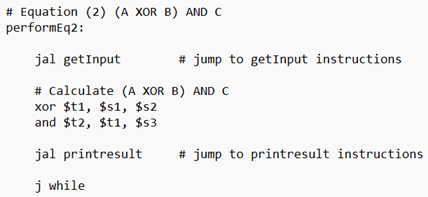 # Equation (2) (A XOR B) AND C
performEq2:
jal getInput # jump to getInput instructions
# Calculate (A XOR B) AND C
xor $t1, $s1, $s2
and $t2, $t1, $s3
jal printresult # jump to printresult instructions
j while